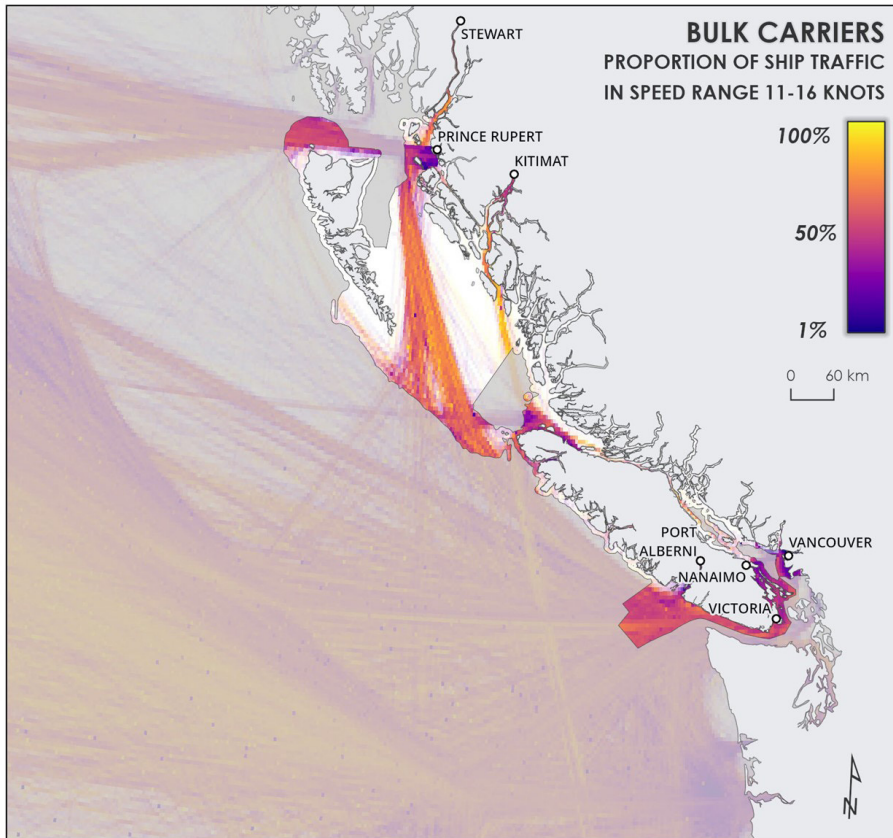 BULK CARRIERS
PROPORTION OF SHIP TRAFFIC
IN SPEED RANGE 11-16 KNOTS
100%
50%
1%
0 60 km
STEWART
PRINCE RUPERT
KITIMAT
PORT
ALBERNI
VANCOUVER
NANAIMO
VICTORIA
N